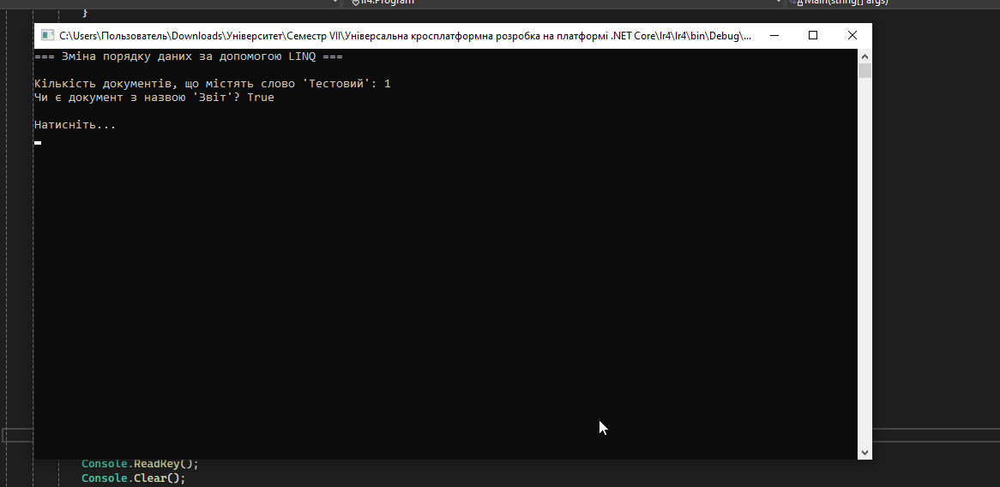 lr4.Program
Main(string[] args)
}
C:\Users\Пользователь\Downloads\Університет\Семестр VII\Універсальна кросплатформна розробка на платформі .NET Core\lr4\lr4\bin\Debug\...
=== Зміна порядку даних за допомогою LINQ ===
Кількість документів, що містять слово 'Тестовий': 1
Чи є документ з назвою 'Звіт'? True
Натисніть...
Console.ReadKey();
Console.Clear();